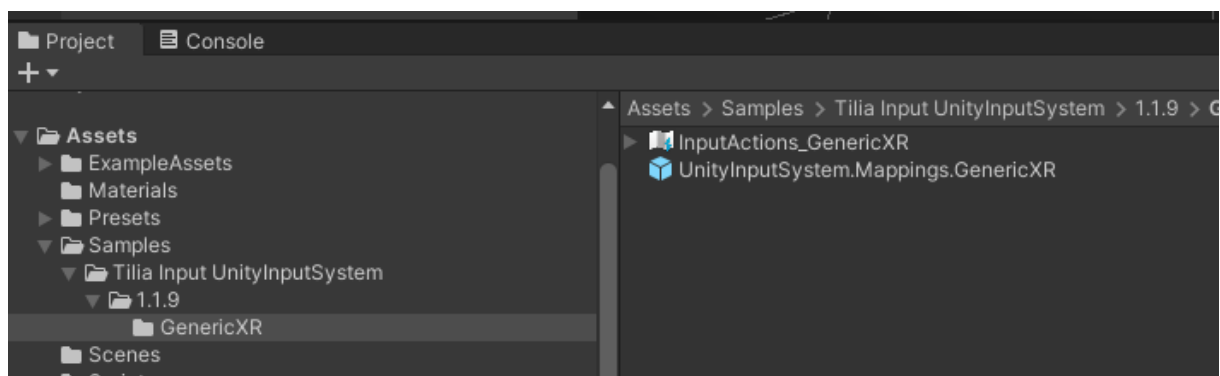 Project Console
Assets > Samples > Tilia Input UnityInputSystem > 1.1.9 >
Assets
ExampleAssets
Materials
Presets
Samples
Tilia Input UnityInputSystem
1.1.9
GenericXR
Scenes
InputActions_GenericXR
UnityInputSystem.Mappings.GenericXR